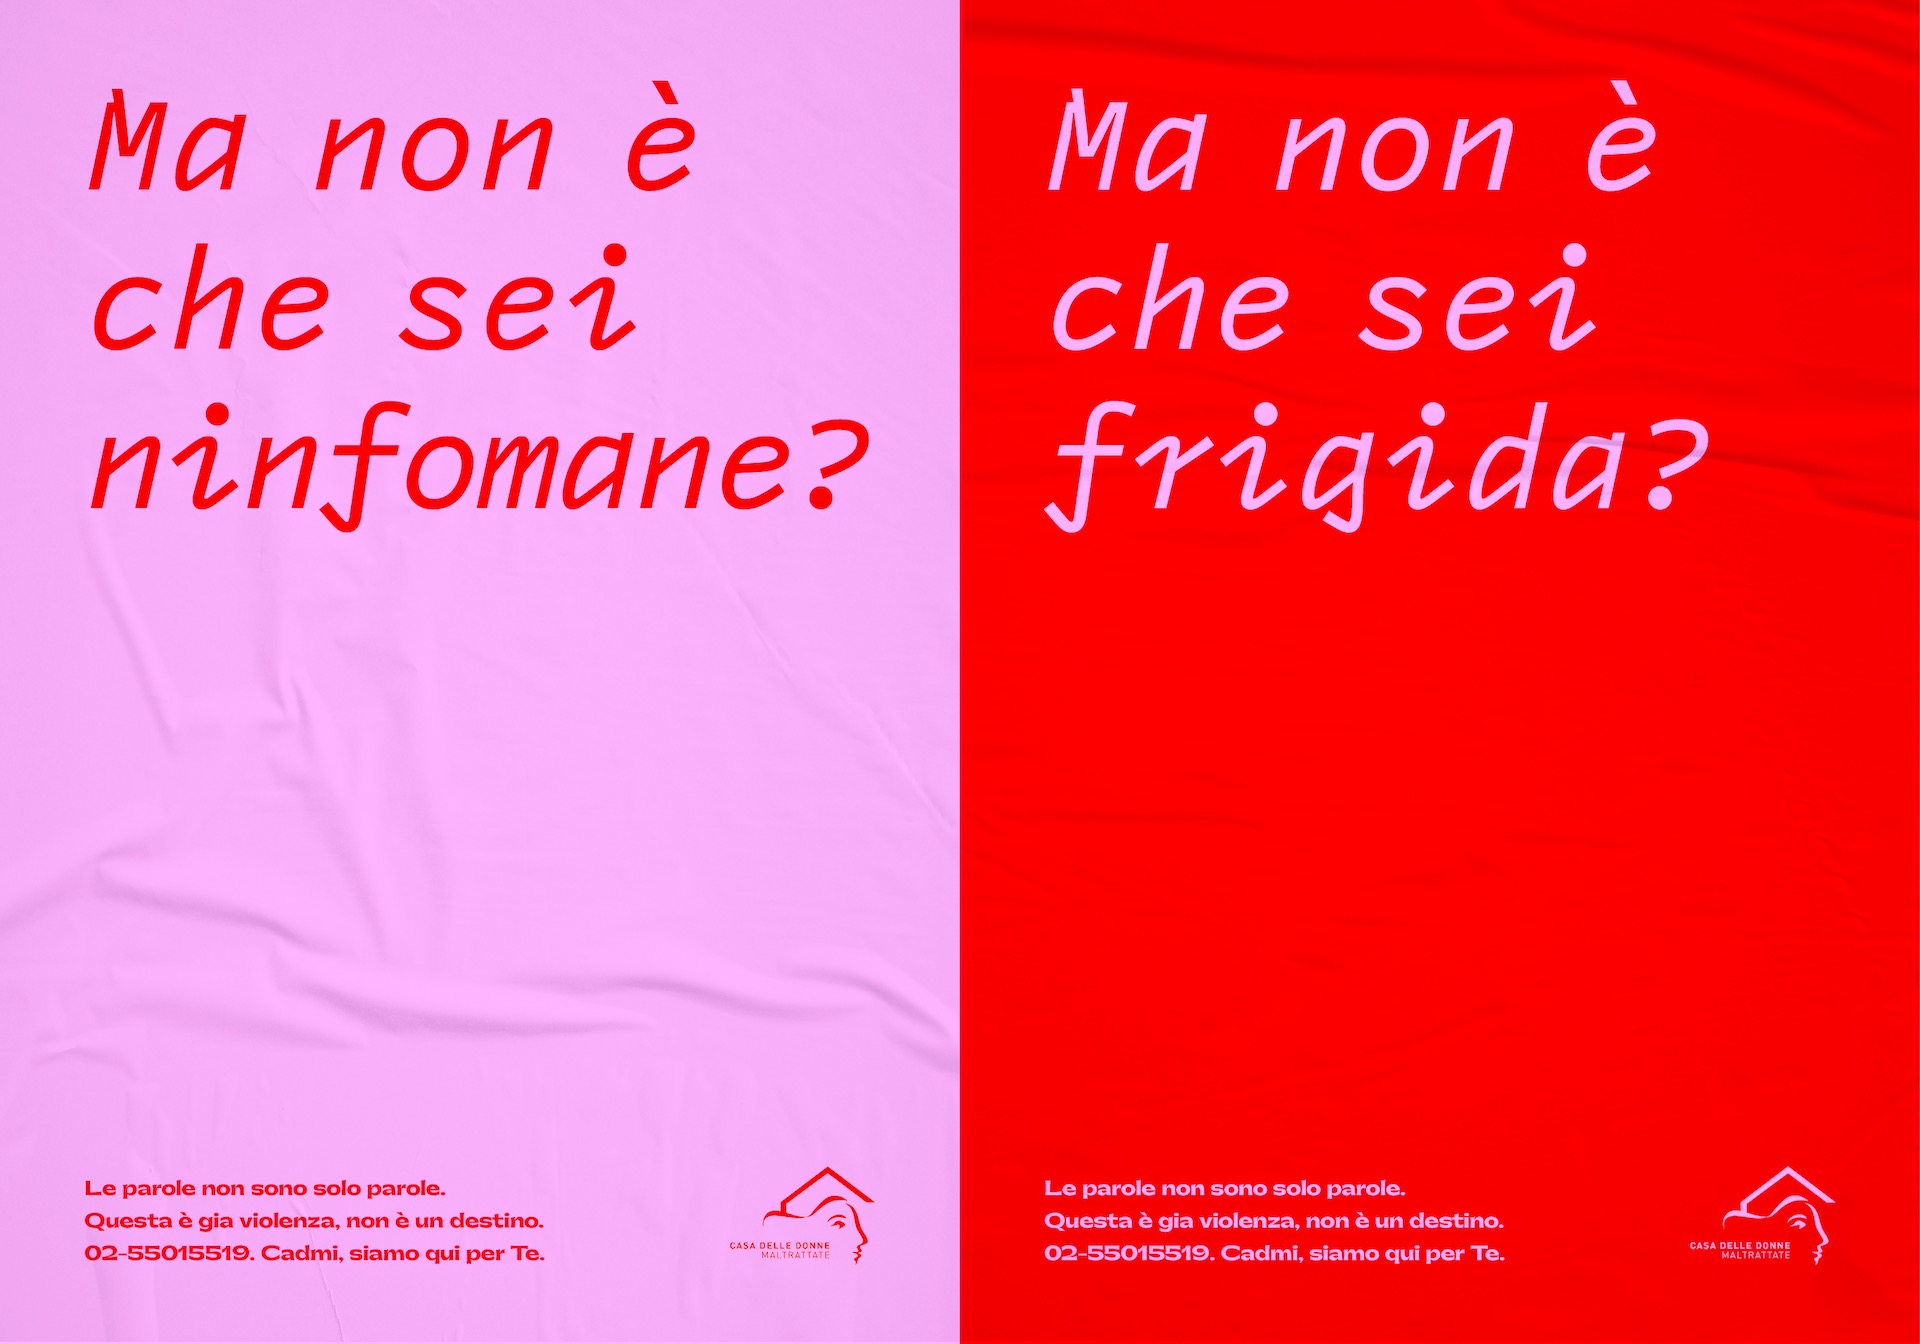 Ma non è
che sei
ninfomane?
Le parole non sono solo parole.
Questa è gia violenza, non è un destino.
02-55015519. Cadmi, siamo qui per Te.
CASA DELLE DONNE
MALTRATTATE
Ma non è
che sei
frigida?
Le parole non sono solo parole.
Questa è gia violenza, non è un destino.
02-55015519. Cadmi, siamo qui per Te.
CASA DELLE DONNE
MALTRATTATE